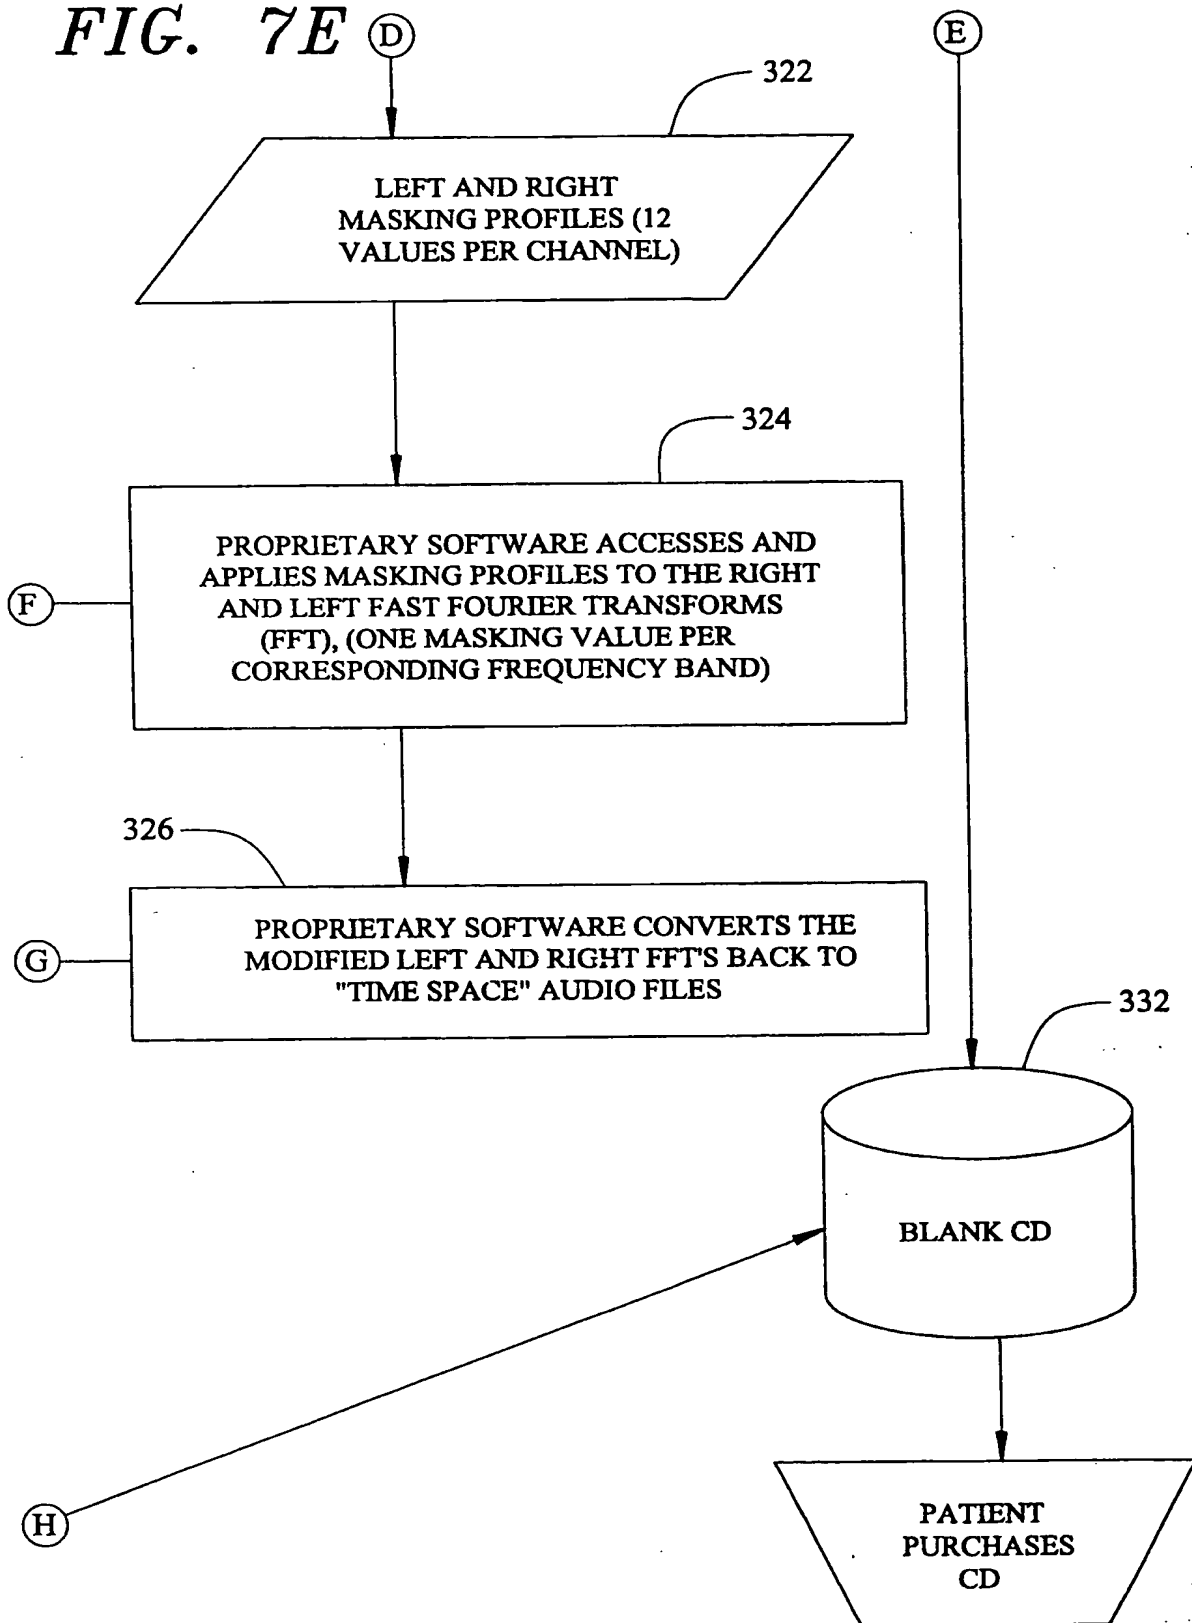 FIG. 7E
D
E
322
LEFT AND RIGHT
MASKING PROFILES (12
VALUES PER CHANNEL)
324
PROPRIETARY SOFTWARE ACCESSES AND
APPLIES MASKING PROFILES TO THE RIGHT
AND LEFT FAST FOURIER TRANSFORMS
(FFT), (ONE MASKING VALUE PER
CORRESPONDING FREQUENCY BAND)
F
326
PROPRIETARY SOFTWARE CONVERTS THE
MODIFIED LEFT AND RIGHT FFT'S BACK TO
"TIME SPACE" AUDIO FILES
G
332
BLANK CD
H
PATIENT
PURCHASES
CD